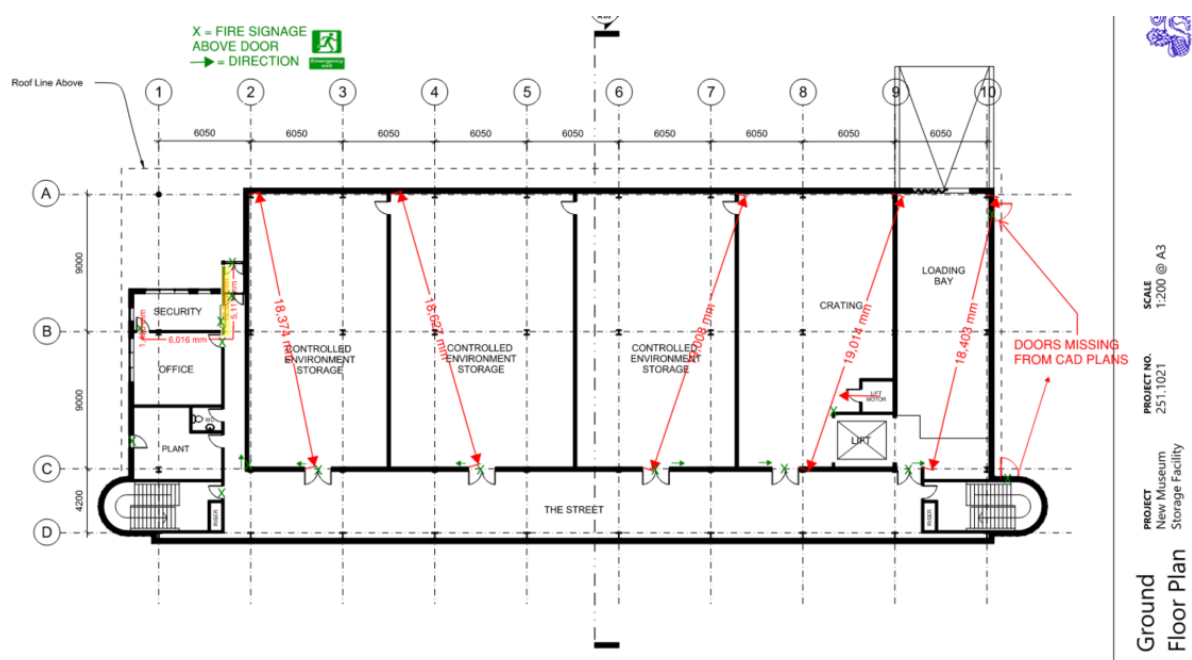 X = FIRE SIGNAGE
ABOVE DOOR
= DIRECTION
Emergency
exit
Roof Line Above
1
2
3
4
5
6
7
8
9
10
6050
6050
6050
6050
6050
6050
6050
6050
6050
A
B
C
D
9000
9000
4200
SECURITY
OFFICE
PLANT
6,016 mm
18,374 mm
CONTROLLED
ENVIRONMENT
STORAGE
CONTROLLED
ENVIRONMENT
STORAGE
CONTROLLED
ENVIRONMENT
STORAGE
CRATING
19,014 mm
LOADING
BAY
18,403 mm
LIFT
MOTOR
LIFT
RISER
THE STREET
RISER
DOORS MISSING
FROM CAD PLANS
SCALE
1:200 @ A3
PROJECT NO.
251.1021
PROJECT
New Museum
Storage Facility
Ground
Floor Plan